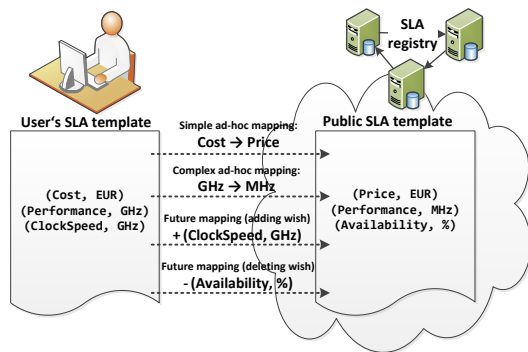 SLA
registry
User's SLA template
Public SLA template
Simple ad-hoc mapping:
Cost → Price
Complex ad-hoc mapping:
GHz → MHz
(Cost, EUR)
(Performance, GHz)
(ClockSpeed, GHz)
Future mapping (adding wish)
+(ClockSpeed, GHz)
Future mapping (deleting wish)
-(Availability, %)
(Price, EUR)
(Performance, MHz)
(Availability, %)